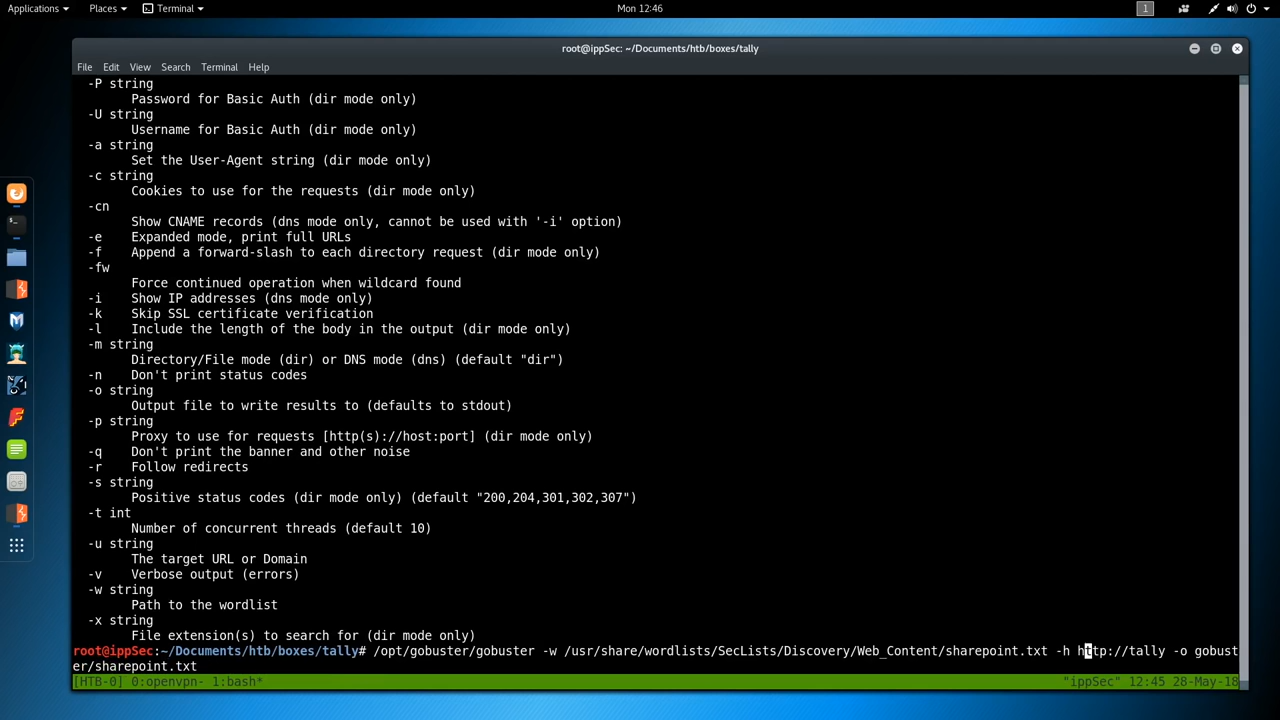 Applications Places Terminal Mon 12:46 1
root@ippSec: ~/Documents/htb/boxes/tally
File Edit View Search Terminal Help
-P string
Password for Basic Auth (dir mode only)
-U string
Username for Basic Auth (dir mode only)
-a string
Set the User-Agent string (dir mode only)
-c string
Cookies to use for the requests (dir mode only)
-cn
Show CNAME records (dns mode only, cannot be used with '-i' option)
-e Expanded mode, print full URLs
-f Append a forward-slash to each directory request (dir mode only)
-fw
Force continued operation when wildcard found
-i Show IP addresses (dns mode only)
-k Skip SSL certificate verification
-l Include the length of the body in the output (dir mode only)
-m string
Directory/File mode (dir) or DNS mode (dns) (default "dir")
-n Don't print status codes
-o string
Output file to write results to (defaults to stdout)
-p string
Proxy to use for requests [http(s)://host:port] (dir mode only)
-q Don't print the banner and other noise
-r Follow redirects
-s string
Positive status codes (dir mode only) (default "200,204,301,302,307")
-t int
Number of concurrent threads (default 10)
-u string
The target URL or Domain
-v Verbose output (errors)
-w string
Path to the wordlist
-x string
File extension(s) to search for (dir mode only)
root@ippSec:~/Documents/htb/boxes/tally# /opt/gobuster/gobuster -w /usr/share/wordlists/SecLists/Discovery/Web_Content/sharepoint.txt -h http://tally -o gobust
er/sharepoint.txt
[HTB-0] 0:openvpn- 1:bash* "ippSec" 12:45 28-May-18